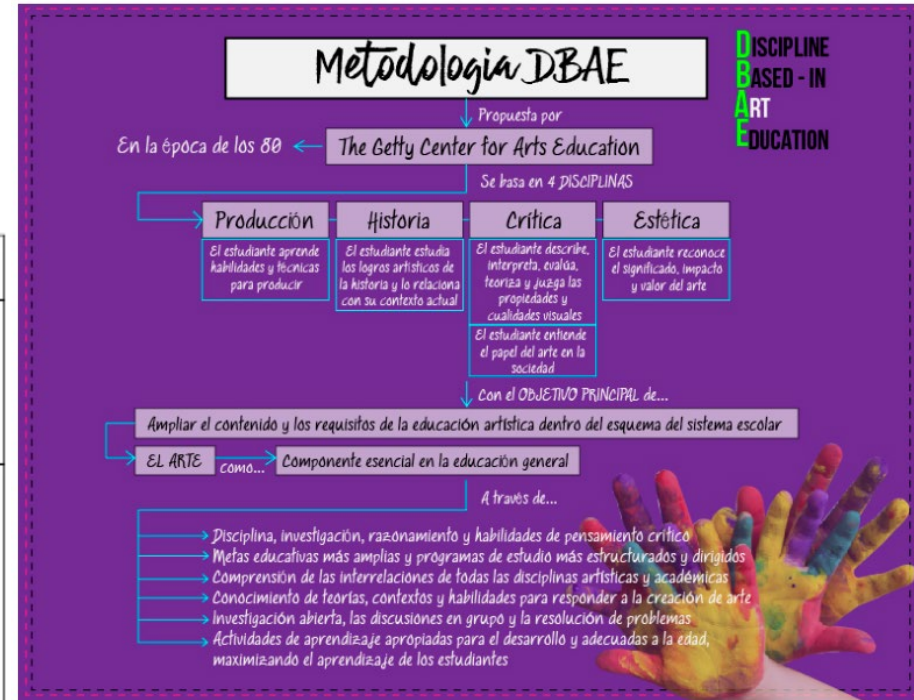 Metodologia DBAE
DISCIPLINE
BASED - IN
ART
EDUCATION
Propuesta por
En la época de los 80
The Getty Center for Arts Education
Se basa en 4 DISCIPLINAS
Producción
El estudiante aprende
habilidades y técnicas
para producir
Historia
El estudiante estudia
los logros artísticos de
la historia y lo relaciona
con su contexto actual
Crítica
El estudiante describe,
interpreta, evalúa,
teoriza y juzga las
propiedades y
cualidades visuales
El estudiante entiende
el papel del arte en la
sociedad
Estética
El estudiante reconoce
el significado, impacto
y valor del arte
Con el OBJETIVO PRINCIPAL de...
Ampliar el contenido y los requisitos de la educación artística dentro del esquema del sistema escolar
EL ARTE
como...
Componente esencial en la educación general
A través de...
Disciplina, investigación, razonamiento y habilidades de pensamiento crítico
Metas educativas más amplias y programas de estudio más estructurados y dirigidos
Comprensión de las interrelaciones de todas las disciplinas artísticas y académicas
Conocimiento de teorías, contextos y habilidades para responder a la creación de arte
Investigación abierta, las discusiones en grupo y la resolución de problemas
Actividades de aprendizaje apropiadas para el desarrollo y adecuadas a la edad,
maximizando el aprendizaje de los estudiantes